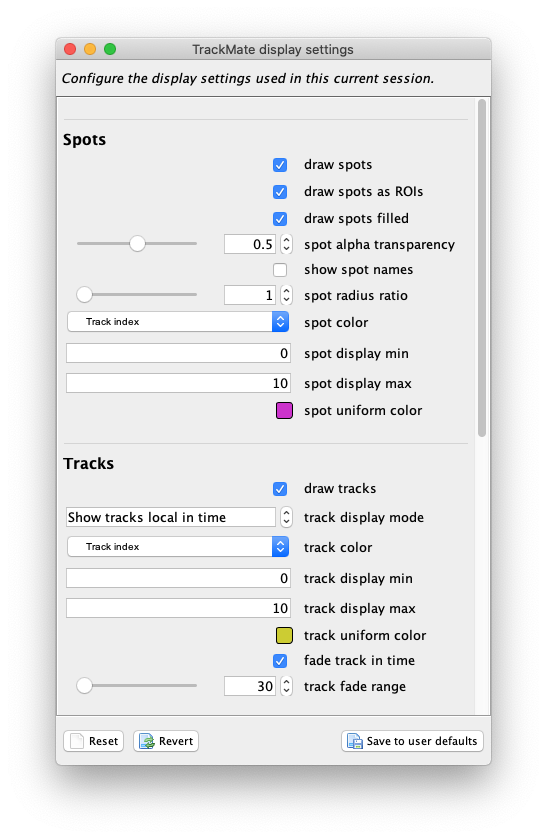 TrackMate display settings
Configure the display settings used in this current session.
Spots
draw spots
draw spots as ROIs
draw spots filled
0.5 spot alpha transparency
show spot names
1 spot radius ratio
Track index spot color
0 spot display min
10 spot display max
spot uniform color
Tracks
draw tracks
Show tracks local in time track display mode
Track index track color
0 track display min
10 track display max
track uniform color
fade track in time
30 track fade range
Reset Revert Save to user defaults